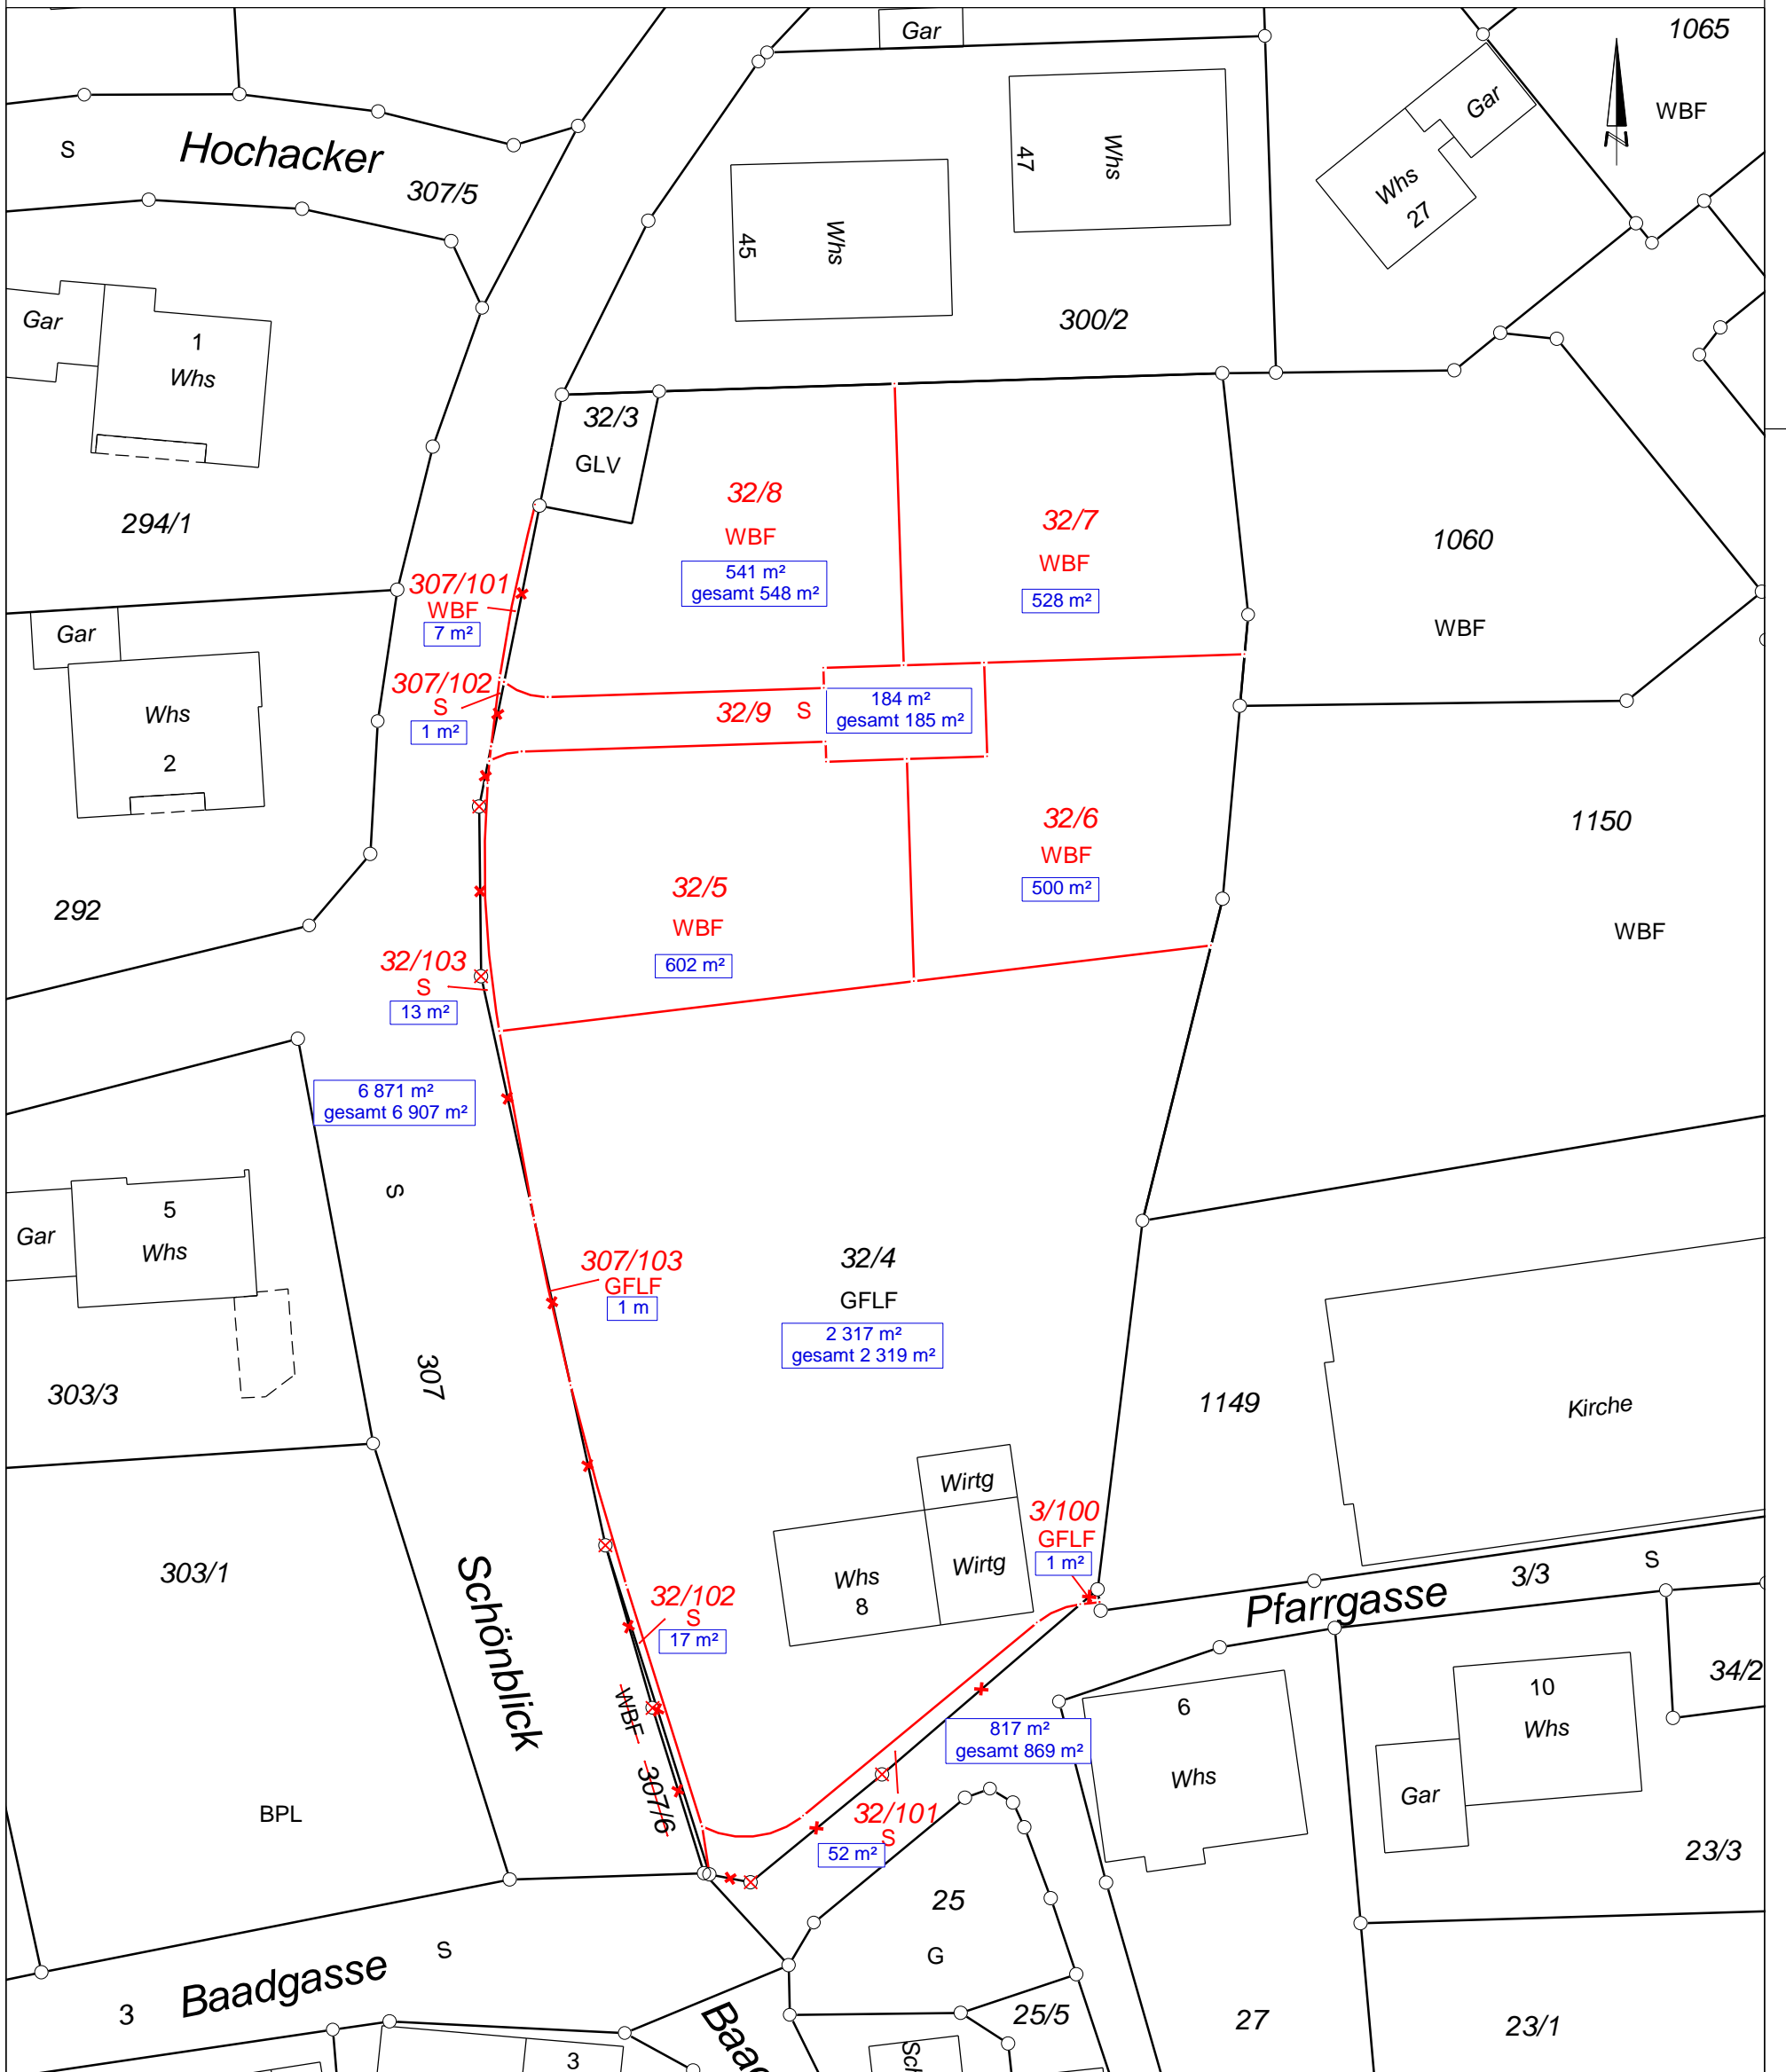 Gar
1065
WBF
N
S
Hochacker
307/5
47
Whs
45
Whs
Gar
Whs
27
300/2
Gar
1
Whs
32/3
GLV
294/1
32/8
WBF
541 m²
gesamt 548 m²
32/7
WBF
528 m²
1060
WBF
307/101
WBF
7 m²
Gar
Whs
2
307/102
S
1 m²
32/9 S
184 m²
gesamt 185 m²
32/6
WBF
500 m²
1150
WBF
292
32/5
WBF
602 m²
32/103
S
13 m²
6 871 m²
gesamt 6 907 m²
S
5
Whs
Gar
307/103
GFLF
1 m
32/4
GFLF
2 317 m²
gesamt 2 319 m²
307
303/3
1149
Kirche
Wirtg
Wirtg
Whs
8
3/100
GFLF
1 m²
303/1
Schönblick
32/102
S
17 m²
Pfarrgasse
3/3
S
WBF
307/6
34/2
10
Whs
6
Whs
Gar
817 m²
gesamt 869 m²
32/101
S
52 m²
BPL
23/3
25
G
S
3
Baadgasse
25/5
27
23/1
3